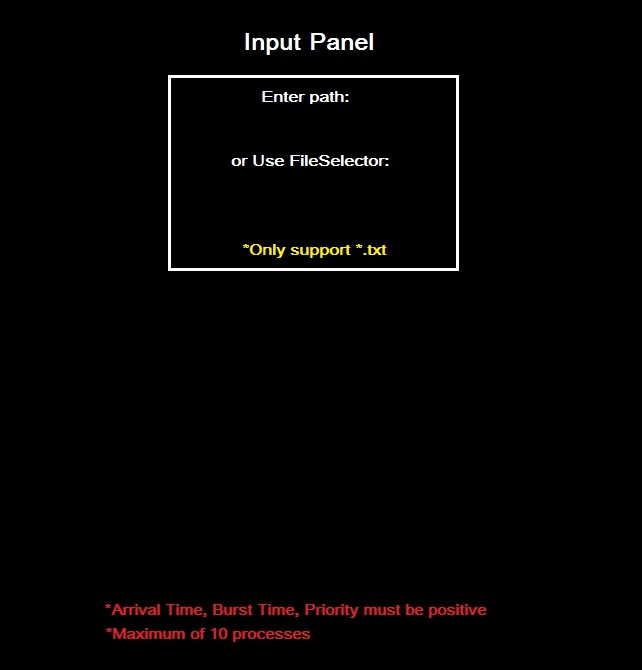 Input Panel
Enter path:
or Use FileSelector:
*Only support *.txt
*Arrival Time, Burst Time, Priority must be positive
*Maximum of 10 processes